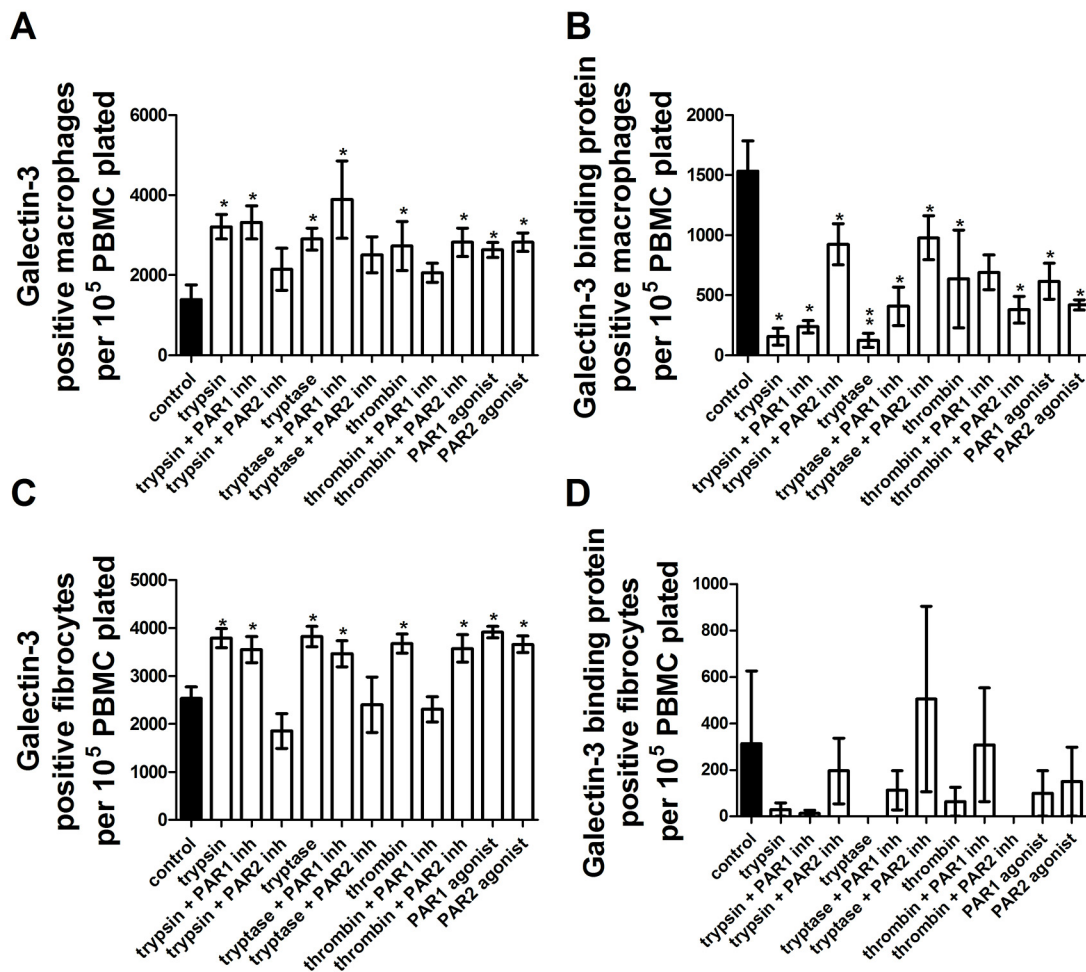 A
Galectin-3
positive macrophages
per 10⁵ PBMC plated
6000
4000
2000
0
* * * * * * * *
control
trypsin
trypsin + PAR1 inh
trypsin + PAR2 inh
tryptase
tryptase + PAR1 inh
tryptase + PAR2 inh
thrombin
thrombin + PAR1 inh
thrombin + PAR2 inh
PAR1 agonist
PAR2 agonist
B
Galectin-3 binding protein
positive macrophages
per 10⁵ PBMC plated
2000
1500
1000
500
0
* * * ** * * * * * *
control
trypsin
trypsin + PAR1 inh
trypsin + PAR2 inh
tryptase
tryptase + PAR1 inh
tryptase + PAR2 inh
thrombin
thrombin + PAR1 inh
thrombin + PAR2 inh
PAR1 agonist
PAR2 agonist
C
Galectin-3
positive fibrocytes
per 10⁵ PBMC plated
5000
4000
3000
2000
1000
0
* * * * * * * *
control
trypsin
trypsin + PAR1 inh
trypsin + PAR2 inh
tryptase
tryptase + PAR1 inh
tryptase + PAR2 inh
thrombin
thrombin + PAR1 inh
thrombin + PAR2 inh
PAR1 agonist
PAR2 agonist
D
Galectin-3 binding protein
positive fibrocytes
per 10⁵ PBMC plated
1000
800
600
400
200
0
control
trypsin
trypsin + PAR1 inh
trypsin + PAR2 inh
tryptase
tryptase + PAR1 inh
tryptase + PAR2 inh
thrombin
thrombin + PAR1 inh
thrombin + PAR2 inh
PAR1 agonist
PAR2 agonist